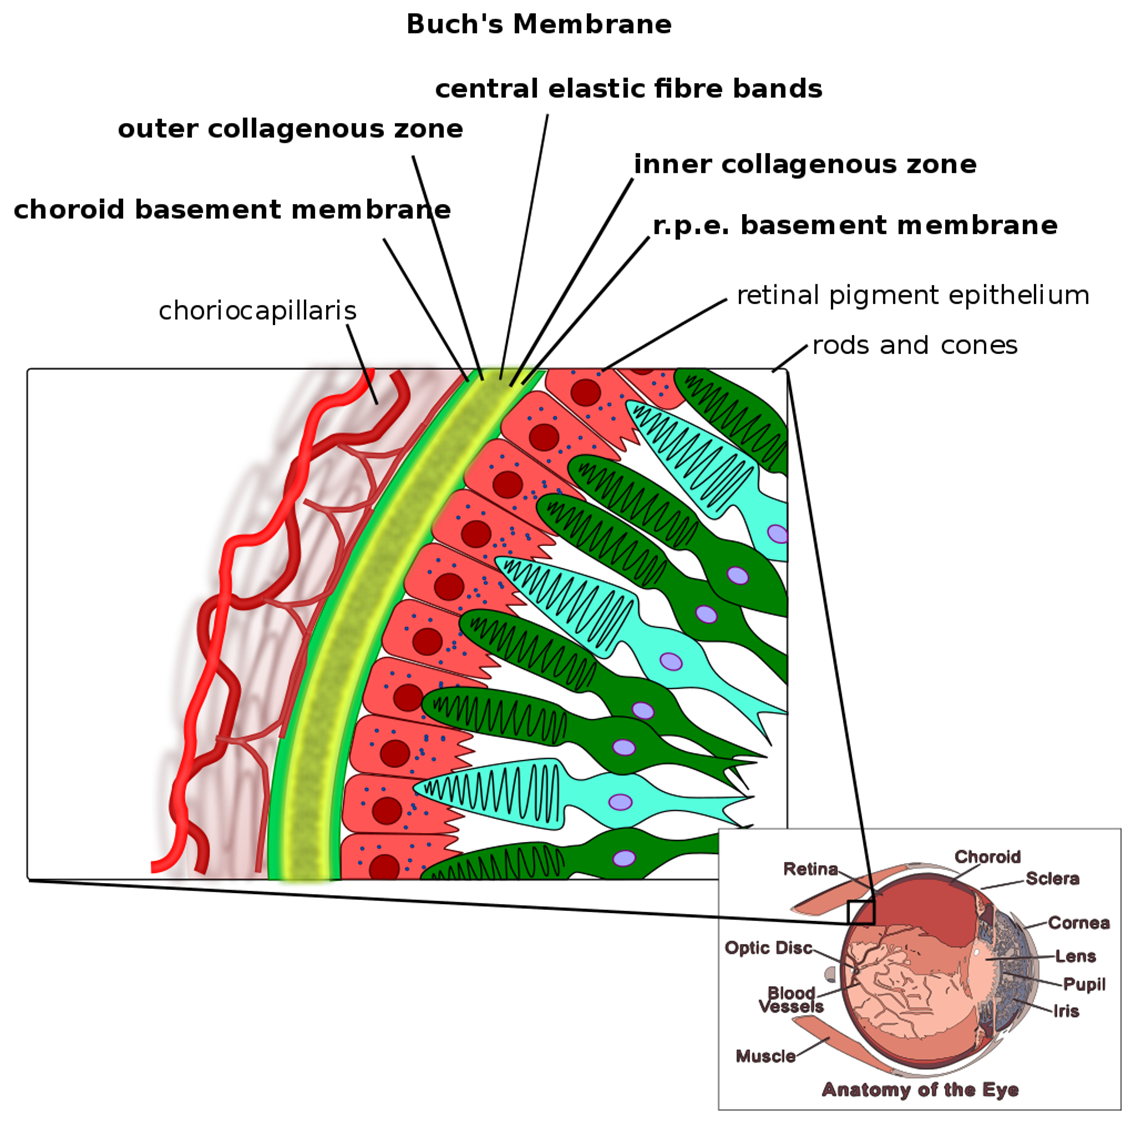 Buch's Membrane
central elastic fibre bands
outer collagenous zone
inner collagenous zone
choroid basement membrane
r.p.e. basement membrane
retinal pigment epithelium
choriocapillaris
rods and cones
Choroid
Retina
Sclera
Cornea
Optic Disc
Lens
Pupil
Blood
Vessels
Iris
Muscle
Anatomy of the Eye